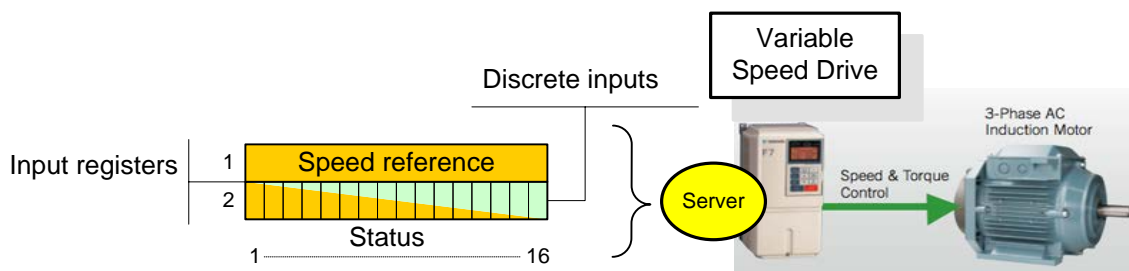 Variable
Speed Drive
Discrete inputs
3-Phase AC
Induction Motor
Input registers
1
Speed reference
F7
2
Speed & Torque
Control
Server
Status
1
16